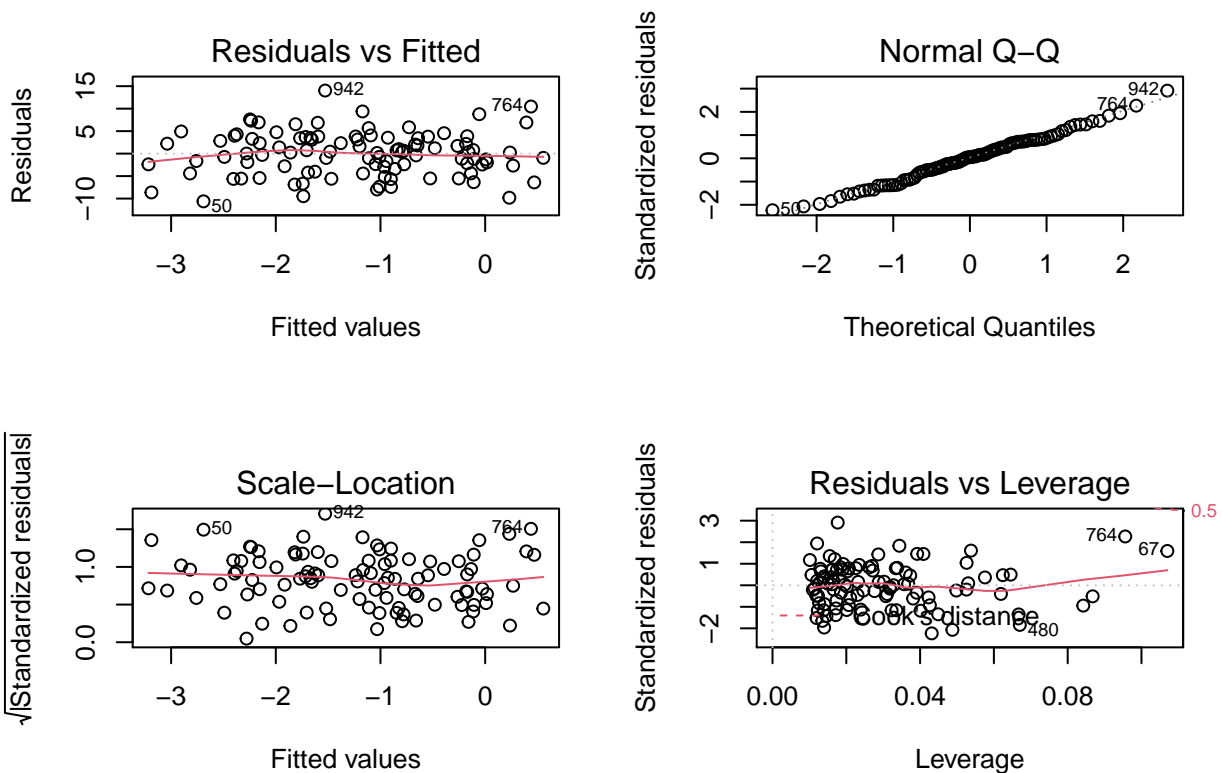 Residuals vs Fitted
Residuals
−10 5 15
942
764
50
−3 −2 −1 0
Fitted values
Normal Q−Q
Standardized residuals
−2 0 2
942
764
50
−2 −1 0 1 2
Theoretical Quantiles
Scale−Location
√|Standardized residuals|
0.0 1.0
50
942
764
−3 −2 −1 0
Fitted values
Residuals vs Leverage
Standardized residuals
−2 1 3
0.5
764
67
480
Cook's distance
0.00 0.04 0.08
Leverage